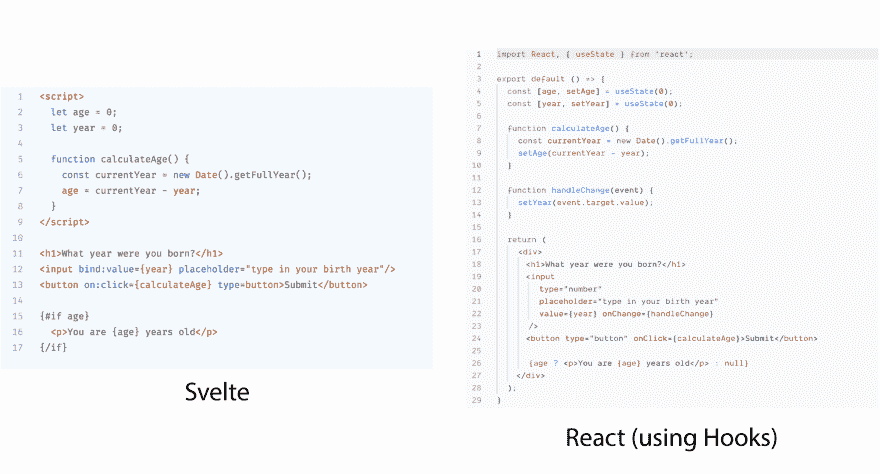 1 <script>
2 let age = 0;
3 let year = 0;
4
5 function calculateAge() {
6 const currentYear = new Date().getFullYear();
7 age = currentYear - year;
8 }
9 </script>
10
11 <h1>What year were you born?</h1>
12 <input bind:value={year} placeholder="type in your birth year"/>
13 <button on:click={calculateAge} type=button>Submit</button>
14
15 {#if age}
16 <p>You are {age} years old</p>
17 {/if}
Svelte
1 import React, { useState } from 'react';
2
3 export default () => {
4 const [age, setAge] = useState(0);
5 const [year, setYear] = useState(0);
6
7 function calculateAge() {
8 const currentYear = new Date().getFullYear();
9 setAge(currentYear - year);
10 }
11
12 function handleChange(event) {
13 setYear(event.target.value);
14 }
15
16 return (
17 <div>
18 <h1>What year were you born?</h1>
19 <input
20 type="number"
21 placeholder="type in your birth year"
22 value={year} onChange={handleChange}
23 />
24 <button type="button" onClick={calculateAge}>Submit</button>
25
26 {age ? <p>You are {age} years old</p> : null}
27 </div>
28 );
29 }
React (using Hooks)